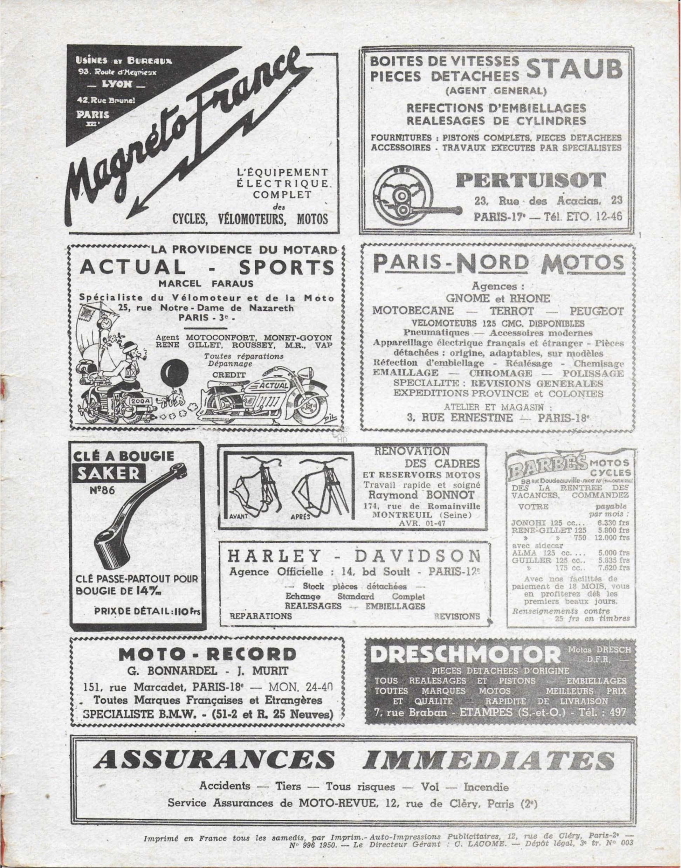 USINES ET BUREAUX
93. Route d'Heyrieux
— LYON —
42, Rue Brunel
PARIS
XVIIe
Magnéto France
L'ÉQUIPEMENT
ÉLECTRIQUE
COMPLET
des
CYCLES, VÉLOMOTEURS, MOTOS
BOITES DE VITESSES
PIECES DETACHEES STAUB
(AGENT GENERAL)
REFECTIONS D'EMBIELLAGES
REALESAGES DE CYLINDRES
FOURNITURES : PISTONS COMPLETS, PIECES DETACHEES
ACCESSOIRES - TRAVAUX EXECUTES PAR SPECIALISTES
PERTUISOT
23, Rue des Acacias, 23
PARIS-17e — Tél. ETO. 12-46
LA PROVIDENCE DU MOTARD
ACTUAL - SPORTS
MARCEL FARAUS
Spécialiste du Vélomoteur et de la Moto
25, rue Notre-Dame de Nazareth
PARIS - 3e -
Agent MOTOCONFORT, MONET-GOYON
RENE GILLET, ROUSSEY, M.R., VAP
Toutes réparations
Dépannage
CREDIT
ACTUAL
200A
PARIS-NORD MOTOS
Agences :
GNOME et RHONE
MOTOBECANE — TERROT — PEUGEOT
VELOMOTEURS 125 CMC. DISPONIBLES
Pneumatiques — Accessoires modernes
Appareillage électrique français et étranger - Pièces
détachées : origine, adaptables, sur modèles
Réfection d'embiellage - Réalésage - Chemisage
EMAILLAGE — CHROMAGE — POLISSAGE
SPECIALITE : REVISIONS GENERALES
EXPEDITIONS PROVINCE et COLONIES
ATELIER ET MAGASIN :
3, RUE ERNESTINE — PARIS-18e
CLÉ A BOUGIE
SAKER
N°86
CLÉ PASSE-PARTOUT POUR
BOUGIE DE 14 m/m
PRIX DE DÉTAIL : 110 frs
AVANT
APRÈS
RENOVATION
DES CADRES
ET RESERVOIRS MOTOS
Travail rapide et soigné
Raymond BONNOT
174, rue de Romainville
MONTREUIL (Seine)
AVR. 01-47
HARLEY - DAVIDSON
Agence Officielle : 14, bd Soult - PARIS-12e
— Stock pièces détachées —
Echange Standard Complet
REALESAGES — EMBIELLAGES
REPARATIONS REVISIONS
BARBÈS MOTOS
CYCLES
DES LA RENTREE DES
VACANCES, COMMANDEZ
VOTRE payable
par mois :
JONGHI 125 cc... 6.230 frs
RENE-GILLET 125 5.800 frs
» » 750 12.000 frs
avec sidecar
ALMA 125 cc.... 5.000 frs
GUILLER 125 cc.. 5.835 frs
» 175 cc.. 7.620 frs
Avec nos facilités de
paiement de 18 MOIS, vous
en profiterez dès les
premiers beaux jours.
Renseignements contre
25 frs en timbres
MOTO - RECORD
G. BONNARDEL - J. MURIT
151, rue Marcadet, PARIS-18e — MON. 24-40
Toutes Marques Françaises et Etrangères
SPECIALISTE B.M.W. - (51-2 et R. 25 Neuves)
DRESCHMOTOR Motos DRESCH
D.F.R.
PIECES DETACHEES D'ORIGINE
TOUS REALESAGES ET PISTONS — EMBIELLAGES
TOUTES MARQUES MOTOS MEILLEURS PRIX
ET QUALITE — RAPIDITE DE LIVRAISON
7, rue Braban - ETAMPES (S.-et-O.) - Tél. : 497
ASSURANCES IMMEDIATES
Accidents — Tiers — Tous risques — Vol — Incendie
Service Assurances de MOTO-REVUE, 12, rue de Cléry, Paris (2e)
Imprimé en France tous les samedis, par Imprim.-Auto-Impressions Publicitaires, 12, rue de Cléry, Paris-2e —
N° 996 1950. — Le Directeur Gérant : C. LACOME. — Dépôt légal, 3e tr. N° 003